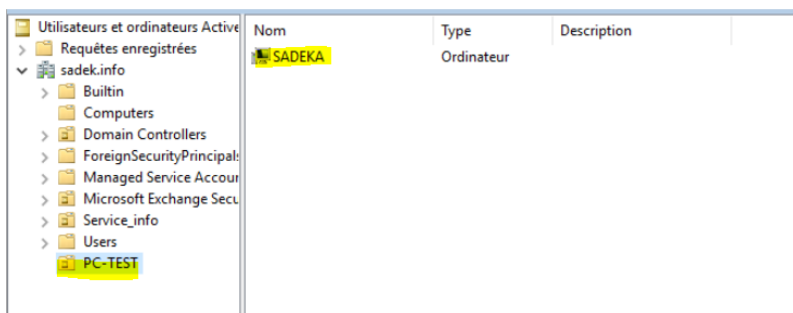 Utilisateurs et ordinateurs Active
Requêtes enregistrées
sadek.info
Builtin
Computers
Domain Controllers
ForeignSecurityPrincipals
Managed Service Accour
Microsoft Exchange Secu
Service_info
Users
PC-TEST
Nom Type Description
SADEKA Ordinateur